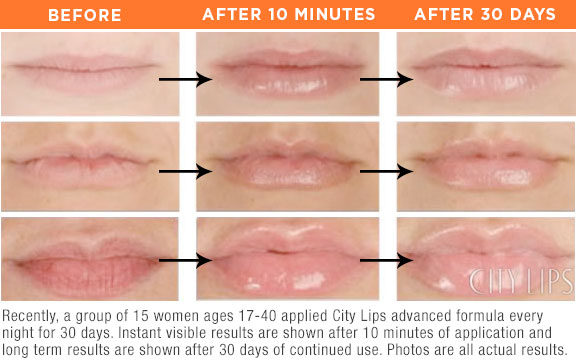 BEFORE AFTER 10 MINUTES AFTER 30 DAYS
CITY LIPS
Recently, a group of 15 women ages 17-40 applied City Lips advanced formula every
night for 30 days. Instant visible results are shown after 10 minutes of application and
long term results are shown after 30 days of continued use. Photos are all actual results.